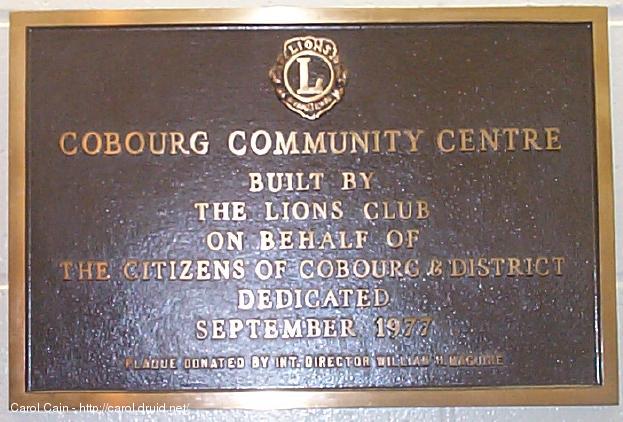 LIONS
L
INTERNATIONAL
COBOURG COMMUNITY CENTRE
BUILT BY
THE LIONS CLUB
ON BEHALF OF
THE CITIZENS OF COBOURG & DISTRICT
DEDICATED
SEPTEMBER 1977
PLAQUE DONATED BY INT. DIRECTOR WILLIAM H. MAGUIRE
Carol Cain - http://carol.druid.net/